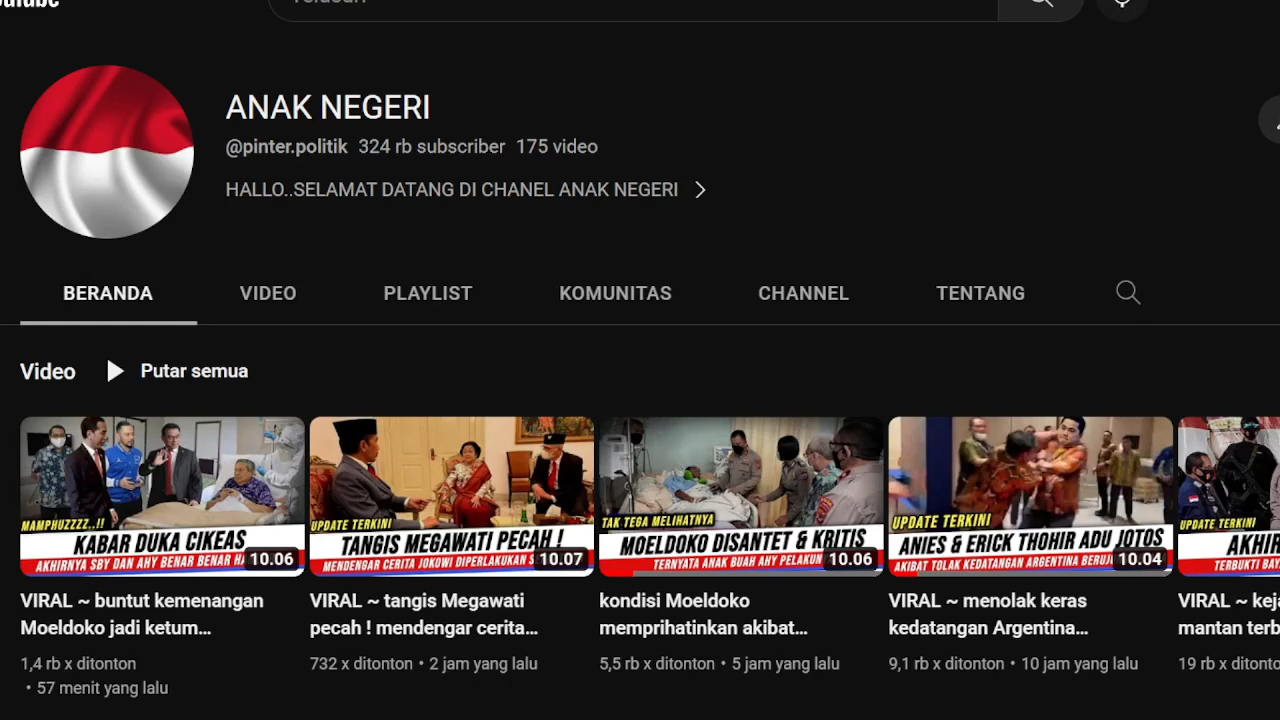 ANAK NEGERI
@pinter.politik 324 rb subscriber 175 video
HALLO..SELAMAT DATANG DI CHANEL ANAK NEGERI
BERANDA VIDEO PLAYLIST KOMUNITAS CHANNEL TENTANG
Video Putar semua
MAMPHUZZZZ..!!
KABAR DUKA CIKEAS
AKHIRNYA SBY DAN AHY BENAR BENAR
10.06
VIRAL ~ buntut kemenangan
Moeldoko jadi ketum...
1,4 rb x ditonton
• 57 menit yang lalu
UPDATE TERKINI
TANGIS MEGAWATI PECAH !
MENDENGAR CERITA JOKOWI DIPERLAKUKAN
10.07
VIRAL ~ tangis Megawati
pecah ! mendengar cerita...
732 x ditonton • 2 jam yang lalu
TAK TEGA MELIHATNYA
MOELDOKO DISANTET & KRITIS
TERNYATA ANAK BUAH AHY PELAKUN
10.06
kondisi Moeldoko
memprihatinkan akibat...
5,5 rb x ditonton • 5 jam yang lalu
UPDATE TERKINI
ANIES & ERICK THOHIR ADU JOTOS
AKIBAT TOLAK KEDATANGAN ARGENTINA
10.04
VIRAL ~ menolak keras
kedatangan Argentina...
9,1 rb x ditonton • 10 jam yang lalu
UPDATE TERKINI
AKHIR
TERBUKTI
VIRAL ~
mantan
19 rb x